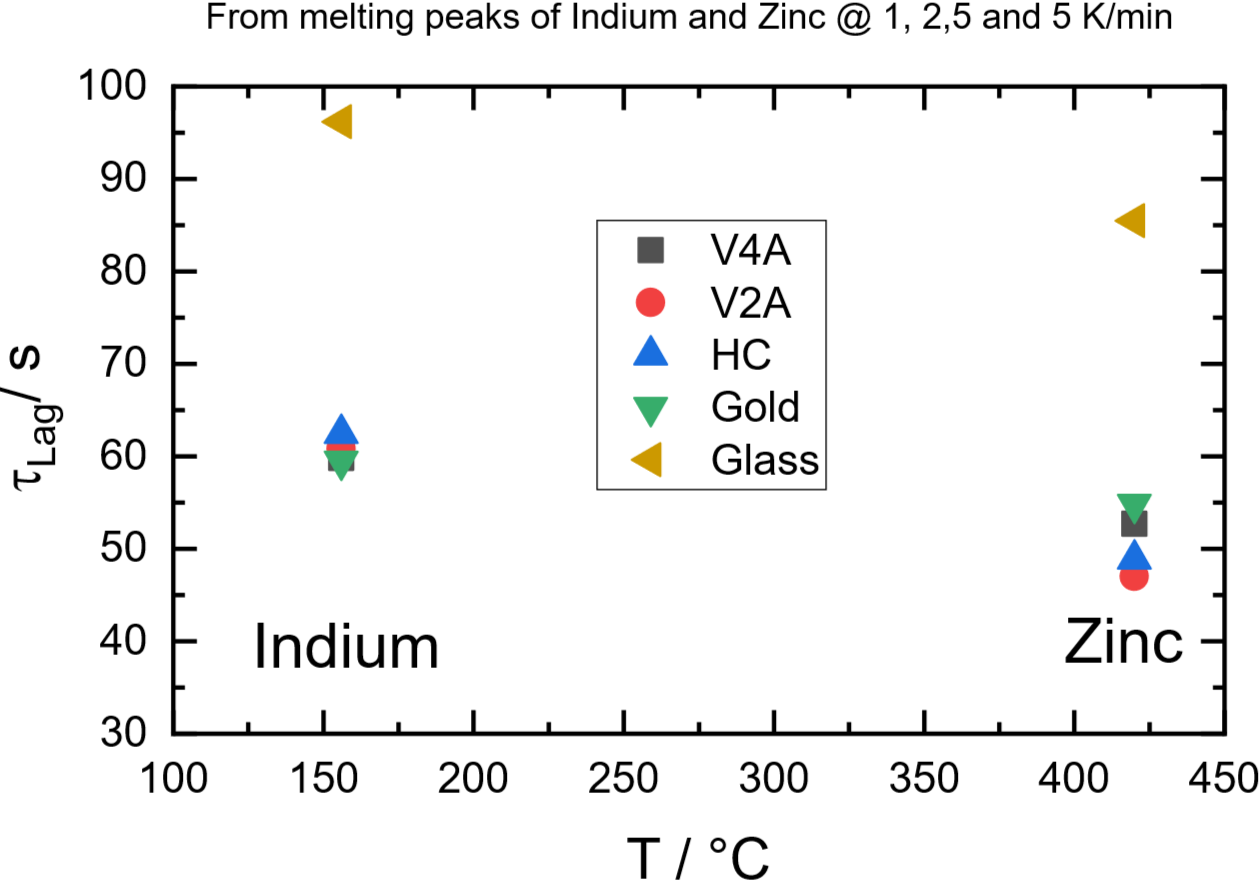 From melting peaks of Indium and Zinc @ 1, 2,5 and 5 K/min
100
90
80
70
60
50
40
30
τLag/ s
V4A
V2A
HC
Gold
Glass
Indium
Zinc
100 150 200 250 300 350 400 450
T / °C